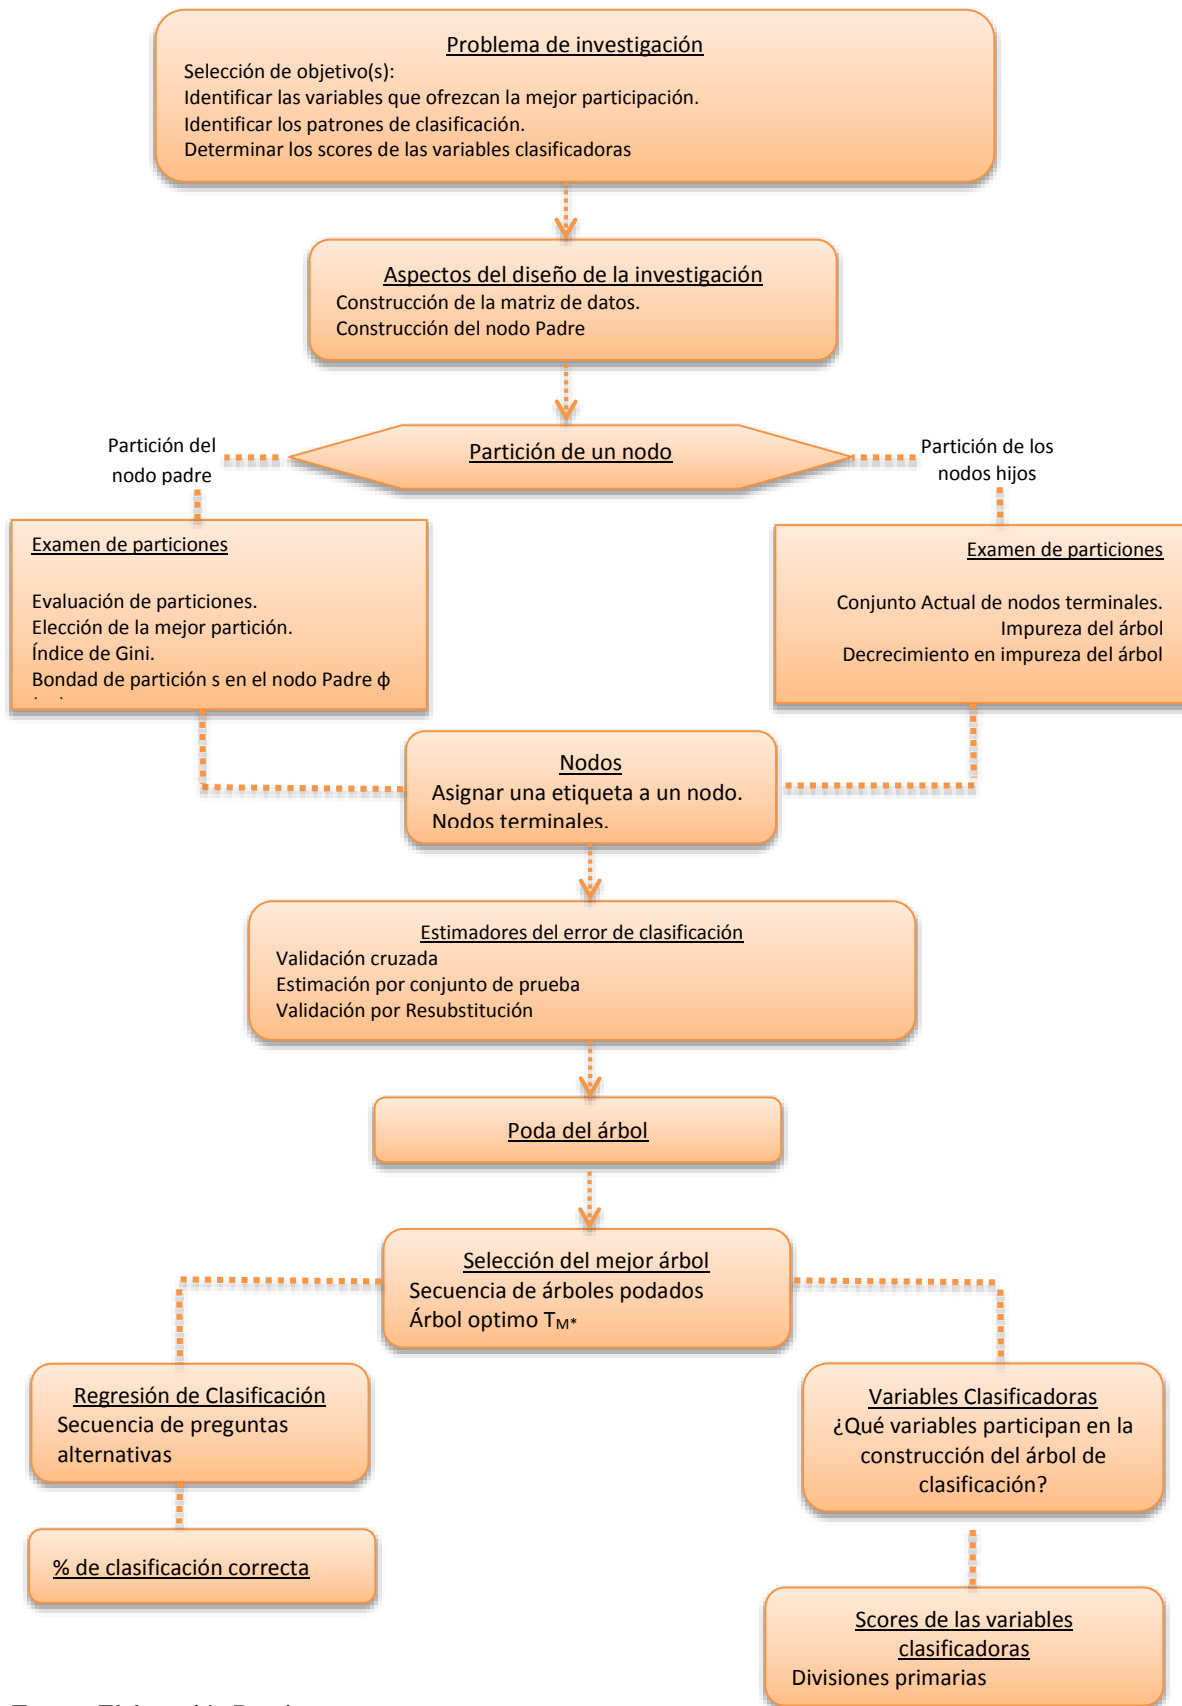 Problema de investigación
Selección de objetivo(s):
Identificar las variables que ofrezcan la mejor participación.
Identificar los patrones de clasificación.
Determinar los scores de las variables clasificadoras
Aspectos del diseño de la investigación
Construcción de la matriz de datos.
Construcción del nodo Padre
Partición de un nodo
Partición del
nodo padre
Partición de los
nodos hijos
Examen de particiones
Evaluación de particiones.
Elección de la mejor partición.
Índice de Gini.
Bondad de partición s en el nodo Padre ϕ
Examen de particiones
Conjunto Actual de nodos terminales.
Impureza del árbol
Decrecimiento en impureza del árbol
Nodos
Asignar una etiqueta a un nodo.
Nodos terminales.
Estimadores del error de clasificación
Validación cruzada
Estimación por conjunto de prueba
Validación por Resubstitución
Poda del árbol
Selección del mejor árbol
Secuencia de árboles podados
Árbol optimo TM*
Regresión de Clasificación
Secuencia de preguntas
alternativas
% de clasificación correcta
Variables Clasificadoras
¿Qué variables participan en la
construcción del árbol de
clasificación?
Scores de las variables
clasificadoras
Divisiones primarias